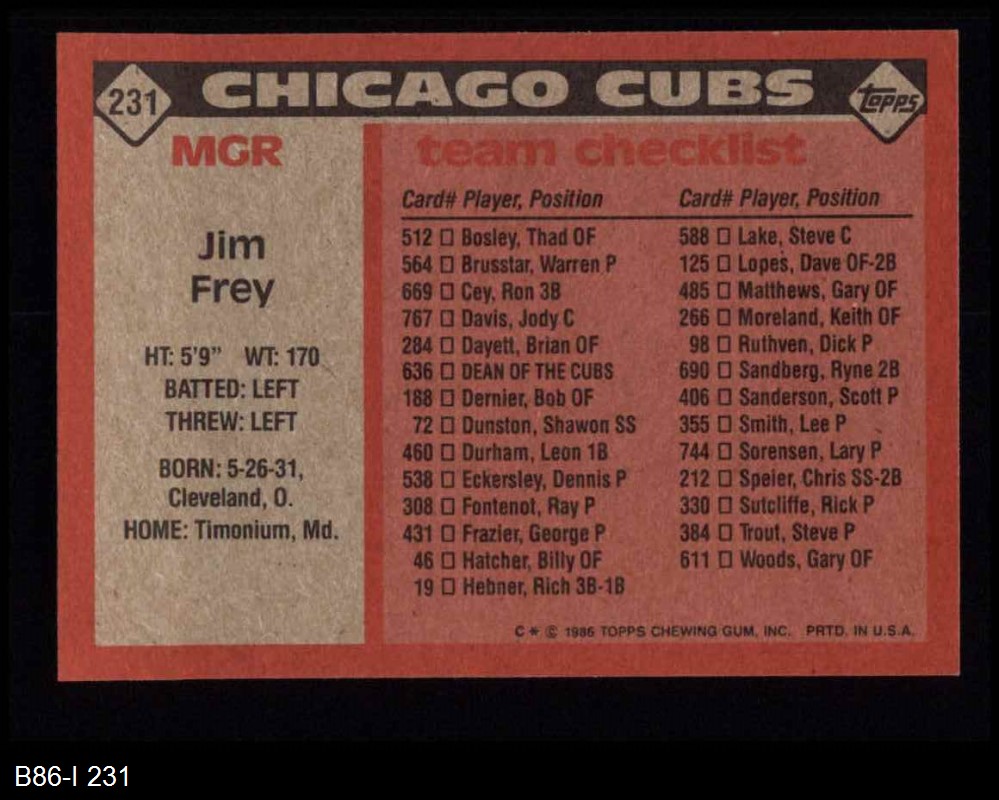 231 CHICAGO CUBS Topps
MGR
Jim
Frey
HT: 5'9" WT: 170
BATTED: LEFT
THREW: LEFT
BORN: 5-26-31,
Cleveland, O.
HOME: Timonium, Md.
team checklist
Card# Player, Position
512 □ Bosley, Thad OF
564 □ Brusstar, Warren P
669 □ Cey, Ron 3B
767 □ Davis, Jody C
284 □ Dayett, Brian OF
636 □ DEAN OF THE CUBS
188 □ Dernier, Bob OF
72 □ Dunston, Shawon SS
460 □ Durham, Leon 1B
538 □ Eckersley, Dennis P
308 □ Fontenot, Ray P
431 □ Frazier, George P
46 □ Hatcher, Billy OF
19 □ Hebner, Rich 3B-1B
Card# Player, Position
588 □ Lake, Steve C
125 □ Lopes, Dave OF-2B
485 □ Matthews, Gary OF
266 □ Moreland, Keith OF
98 □ Ruthven, Dick P
690 □ Sandberg, Ryne 2B
406 □ Sanderson, Scott P
355 □ Smith, Lee P
744 □ Sorensen, Lary P
212 □ Speier, Chris SS-2B
330 □ Sutcliffe, Rick P
384 □ Trout, Steve P
611 □ Woods, Gary OF
C * © 1986 TOPPS CHEWING GUM, INC. PRTD. IN U.S.A.
B86-I 231